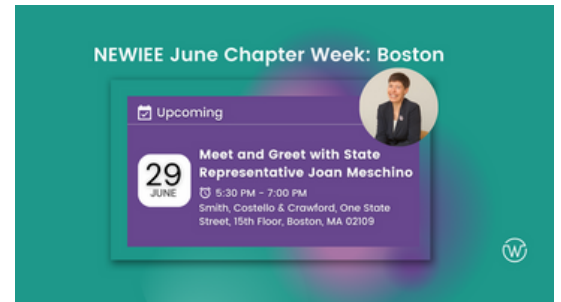 NEWIEE June Chapter Week: Boston
Upcoming
29
JUNE
Meet and Greet with State
Representative Joan Meschino
5:30 PM - 7:00 PM
Smith, Costello & Crawford, One State
Street, 15th Floor, Boston, MA 02109
W